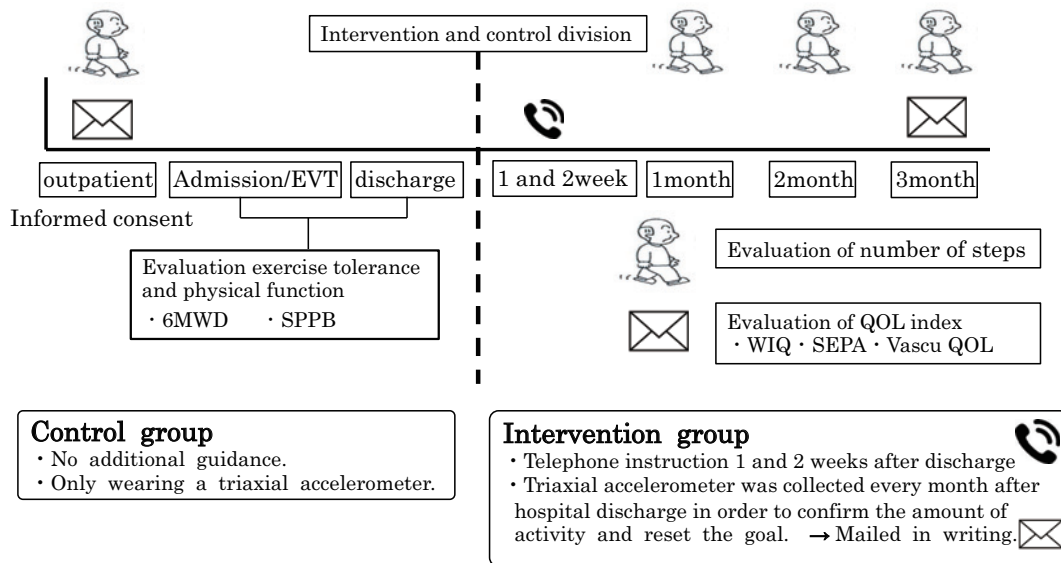 Intervention and control division
outpatient
Admission/EVT
discharge
1 and 2week
1month
2month
3month
Informed consent
Evaluation exercise tolerance
and physical function
・6MWD ・SPPB
Evaluation of number of steps
Evaluation of QOL index
・WIQ・SEPA・Vascu QOL
Control group
・No additional guidance.
・Only wearing a triaxial accelerometer.
Intervention group
・Telephone instruction 1 and 2 weeks after discharge
・Triaxial accelerometer was collected every month after
hospital discharge in order to confirm the amount of
activity and reset the goal. → Mailed in writing.